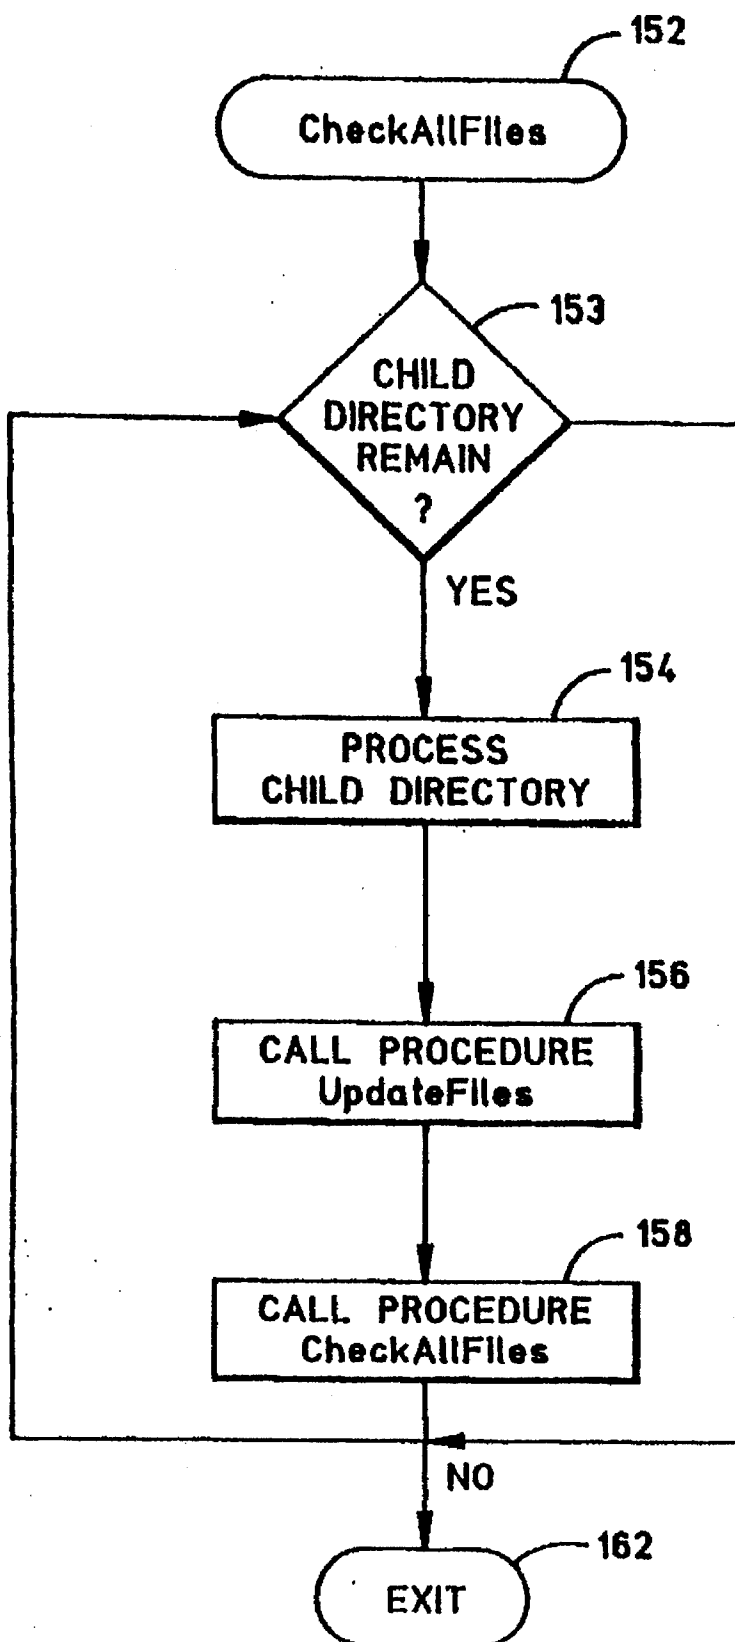 152
CheckAllFiles
153
CHILD
DIRECTORY
REMAIN
?
YES
154
PROCESS
CHILD DIRECTORY
156
CALL PROCEDURE
UpdateFiles
158
CALL PROCEDURE
CheckAllFiles
NO
162
EXIT